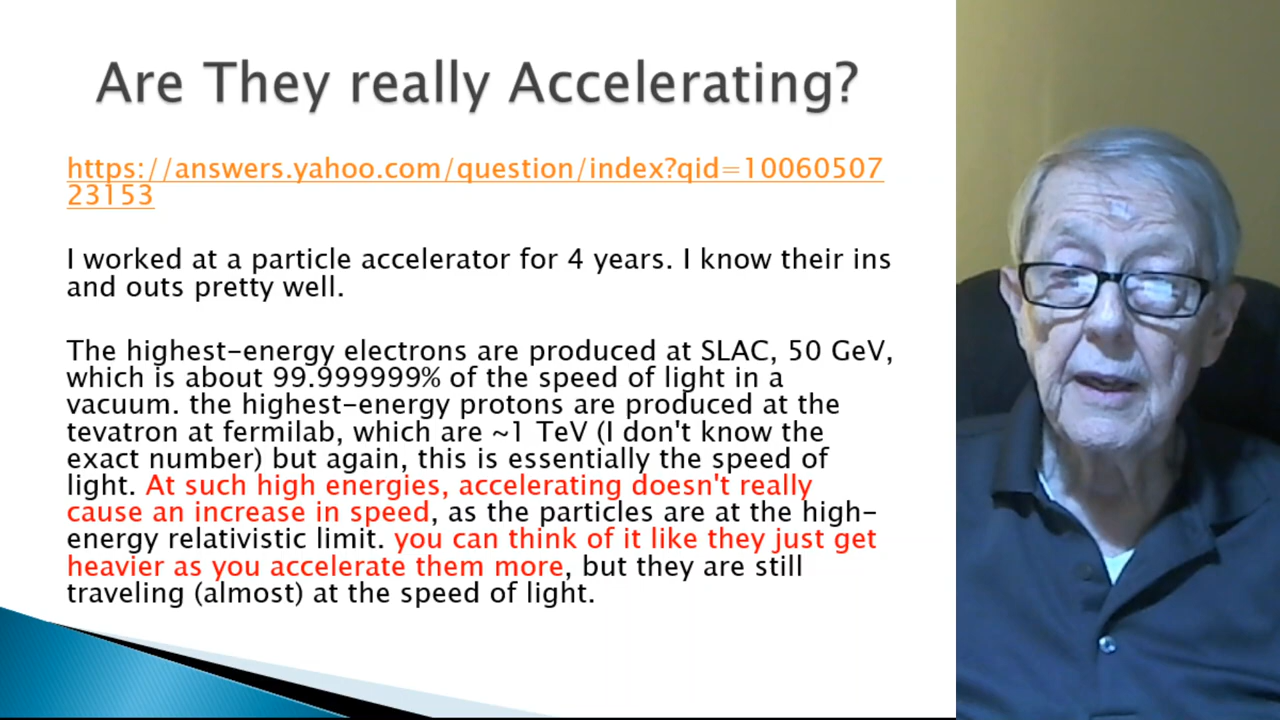 Are They really Accelerating?
https://answers.yahoo.com/question/index?qid=10060507
23153
I worked at a particle accelerator for 4 years. I know their ins
and outs pretty well.
The highest-energy electrons are produced at SLAC, 50 GeV,
which is about 99.999999% of the speed of light in a
vacuum. the highest-energy protons are produced at the
tevatron at fermilab, which are ~1 TeV (I don't know the
exact number) but again, this is essentially the speed of
light. At such high energies, accelerating doesn't really
cause an increase in speed, as the particles are at the high-
energy relativistic limit. you can think of it like they just get
heavier as you accelerate them more, but they are still
traveling (almost) at the speed of light.